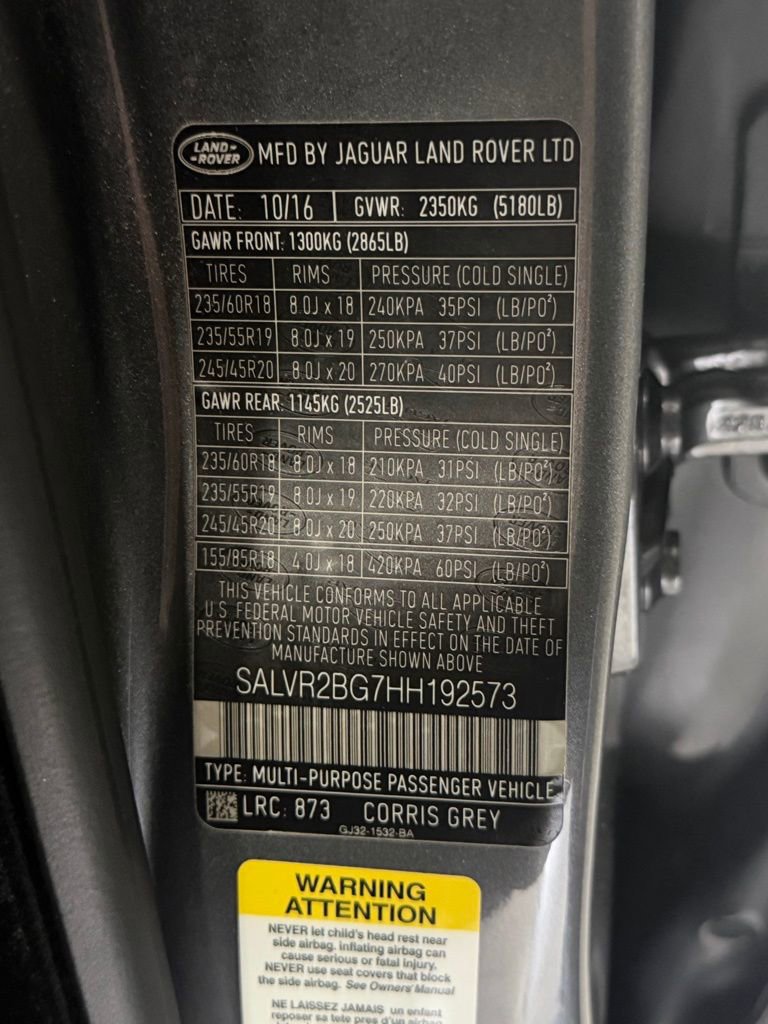 LAND-
-ROVER
MFD BY JAGUAR LAND ROVER LTD
DATE: 10/16 GVWR: 2350KG (5180LB)
GAWR FRONT: 1300KG (2865LB)
TIRES RIMS PRESSURE (COLD SINGLE)
235/60R18 8.0J x 18 240KPA 35PSI (LB/PO²)
235/55R19 8.0J x 19 250KPA 37PSI (LB/PO²)
245/45R20 8.0J x 20 270KPA 40PSI (LB/PO²)
GAWR REAR: 1145KG (2525LB)
TIRES RIMS PRESSURE (COLD SINGLE)
235/60R18 8.0J x 18 210KPA 31PSI (LB/PO²)
235/55R19 8.0J x 19 220KPA 32PSI (LB/PO²)
245/45R20 8.0J x 20 250KPA 37PSI (LB/PO²)
155/85R18 4.0J x 18 420KPA 60PSI (LB/PO²)
THIS VEHICLE CONFORMS TO ALL APPLICABLE
U.S. FEDERAL MOTOR VEHICLE SAFETY AND THEFT
PREVENTION STANDARDS IN EFFECT ON THE DATE OF
MANUFACTURE SHOWN ABOVE
SALVR2BG7HH192573
TYPE: MULTI-PURPOSE PASSENGER VEHICLE
LRC: 873 CORRIS GREY
GJ32-1532-BA
WARNING
ATTENTION
NEVER let child's head rest near
side airbag, inflating airbag can
cause serious or fatal injury.
NEVER use seat covers that block
the side airbag. See Owners Manual
NE LAISSEZ JAMAIS un enfant
reposer sa tete pres d'un airbag